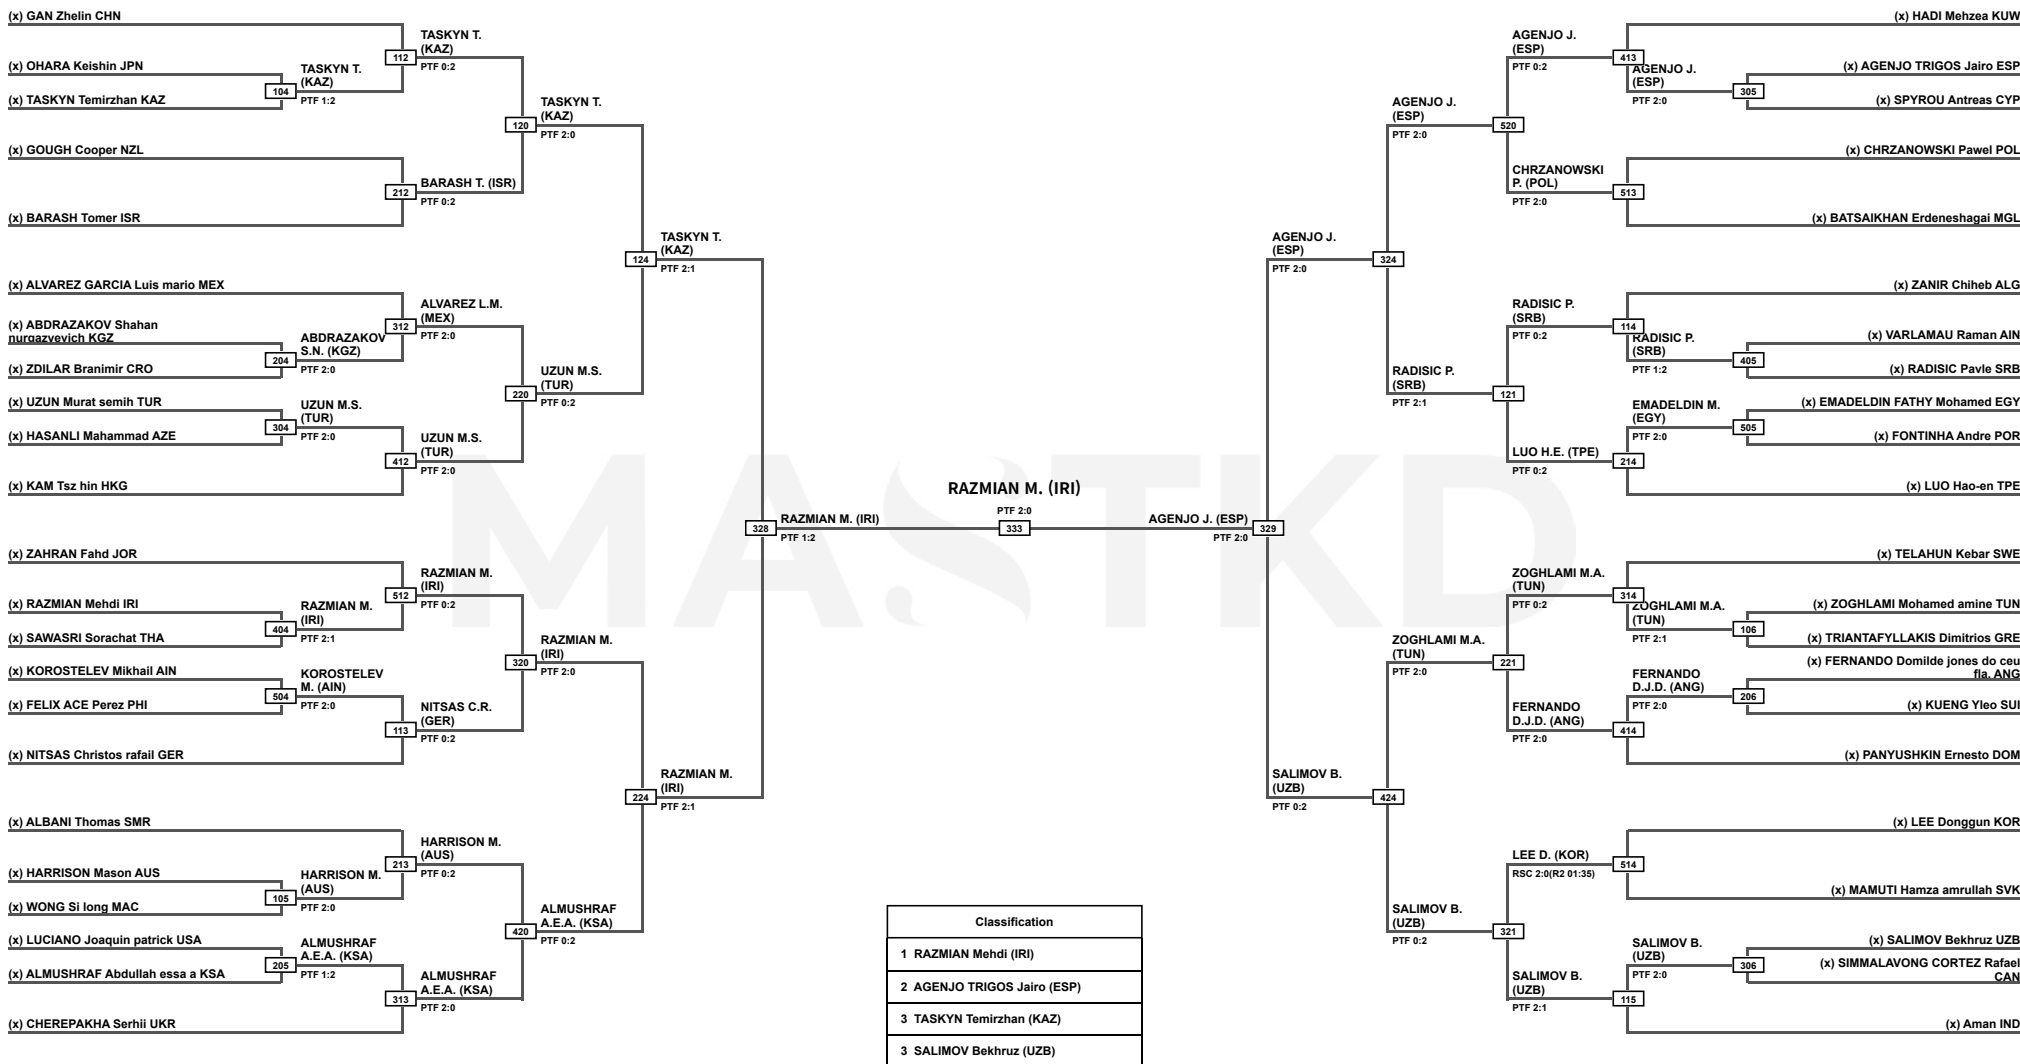 (x) GAN Zhelin CHN
(x) OHARA Keishin JPN
(x) TASKYN Temirzhan KAZ
(x) GOUGH Cooper NZL
(x) BARASH Tomer ISR
(x) ALVAREZ GARCIA Luis mario MEX
(x) ABDRAZAKOV Shahan
nurgazyevich KGZ
(x) ZDILAR Branimir CRO
(x) UZUN Murat semih TUR
(x) HASANLI Mahammad AZE
(x) KAM Tsz hin HKG
(x) ZAHRAN Fahd JOR
(x) RAZMIAN Mehdi IRI
(x) SAWASRI Sorachat THA
(x) KOROSTELEV Mikhail AIN
(x) FELIX ACE Perez PHI
(x) NITSAS Christos rafail GER
(x) ALBANI Thomas SMR
(x) HARRISON Mason AUS
(x) WONG Si long MAC
(x) LUCIANO Joaquin patrick USA
(x) ALMUSHRAF Abdullah essa a KSA
(x) CHEREPAKHA Serhii UKR
104
TASKYN T.
(KAZ)
PTF 1:2
204
ABDRAZAKOV
S.N. (KGZ)
PTF 2:0
304
UZUN M.S.
(TUR)
PTF 2:0
404
RAZMIAN M.
(IRI)
PTF 2:1
504
KOROSTELEV
M. (AIN)
PTF 2:0
105
HARRISON M.
(AUS)
PTF 2:0
205
ALMUSHRAF
A.E.A. (KSA)
PTF 1:2
112
TASKYN T.
(KAZ)
PTF 0:2
212
BARASH T. (ISR)
PTF 0:2
312
ALVAREZ L.M.
(MEX)
PTF 2:0
412
UZUN M.S.
(TUR)
PTF 2:0
512
RAZMIAN M.
(IRI)
PTF 0:2
113
NITSAS C.R.
(GER)
PTF 0:2
213
HARRISON M.
(AUS)
PTF 0:2
313
ALMUSHRAF
A.E.A. (KSA)
PTF 2:0
120
TASKYN T.
(KAZ)
PTF 2:0
220
UZUN M.S.
(TUR)
PTF 0:2
320
RAZMIAN M.
(IRI)
PTF 2:0
420
ALMUSHRAF
A.E.A. (KSA)
PTF 0:2
124
TASKYN T.
(KAZ)
PTF 2:1
224
RAZMIAN M.
(IRI)
PTF 2:1
328
RAZMIAN M. (IRI)
PTF 1:2
MASTKD
RAZMIAN M. (IRI)
PTF 2:0
333
AGENJO J. (ESP)
PTF 2:0
329
AGENJO J.
(ESP)
PTF 2:0
324
SALIMOV B.
(UZB)
PTF 0:2
424
AGENJO J.
(ESP)
PTF 2:0
520
RADISIC P.
(SRB)
PTF 2:1
121
ZOGHLAMI M.A.
(TUN)
PTF 2:0
221
SALIMOV B.
(UZB)
PTF 0:2
321
AGENJO J.
(ESP)
PTF 0:2
413
CHRZANOWSKI
P. (POL)
PTF 2:0
513
RADISIC P.
(SRB)
PTF 0:2
114
LUO H.E. (TPE)
PTF 0:2
214
ZOGHLAMI M.A.
(TUN)
PTF 0:2
314
FERNANDO
D.J.D. (ANG)
PTF 2:0
414
LEE D. (KOR)
RSC 2:0(R2 01:35)
514
SALIMOV B.
(UZB)
PTF 2:1
115
AGENJO J.
(ESP)
PTF 2:0
305
RADISIC P.
(SRB)
PTF 1:2
405
EMADELDIN M.
(EGY)
PTF 2:0
505
ZOGHLAMI M.A.
(TUN)
PTF 2:1
106
FERNANDO
D.J.D. (ANG)
PTF 2:0
206
SALIMOV B.
(UZB)
PTF 2:0
306
(x) HADI Mehzea KUW
(x) AGENJO TRIGOS Jairo ESP
(x) SPYROU Antreas CYP
(x) CHRZANOWSKI Pawel POL
(x) BATSAIKHAN Erdeneshagai MGL
(x) ZANIR Chiheb ALG
(x) VARLAMAU Raman AIN
(x) RADISIC Pavle SRB
(x) EMADELDIN FATHY Mohamed EGY
(x) FONTINHA Andre POR
(x) LUO Hao-en TPE
(x) TELAHUN Kebar SWE
(x) ZOGHLAMI Mohamed amine TUN
(x) TRIANTAFYLLAKIS Dimitrios GRE
(x) FERNANDO Domilde jones do ceu
fla. ANG
(x) KUENG Yleo SUI
(x) PANYUSHKIN Ernesto DOM
(x) LEE Donggun KOR
(x) MAMUTI Hamza amrullah SVK
(x) SALIMOV Bekhruz UZB
(x) SIMMALAVONG CORTEZ Rafael
CAN
(x) Aman IND
Classification
1 RAZMIAN Mehdi (IRI)
2 AGENJO TRIGOS Jairo (ESP)
3 TASKYN Temirzhan (KAZ)
3 SALIMOV Bekhruz (UZB)